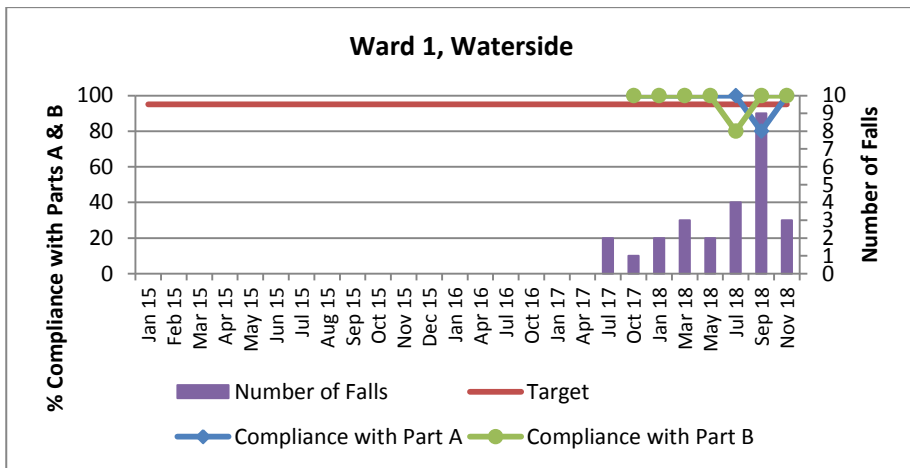 Ward 1, Waterside
% Compliance with Parts A & B
100
80
60
40
20
0
10
9
8
7
6
5
4
3
2
1
0
Number of Falls
Jan 15
Feb 15
Mar 15
Apr 15
May 15
Jun 15
Jul 15
Aug 15
Sep 15
Oct 15
Nov 15
Dec 15
Jan 16
Apr 16
Jul 16
Oct 16
Jan 17
Apr 17
Jul 17
Oct 17
Jan 18
Mar 18
May 18
Jul 18
Sep 18
Nov 18
Number of Falls
Target
Compliance with Part A
Compliance with Part B